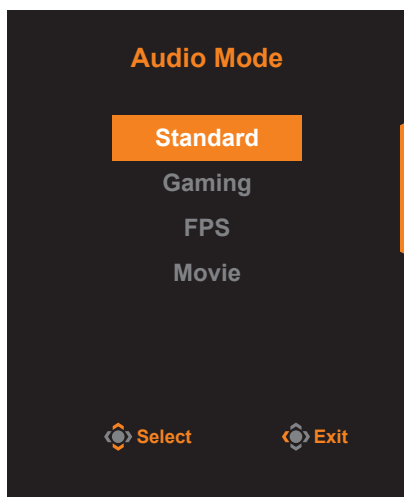 Audio Mode
Standard
Gaming
FPS
Movie
Select Exit